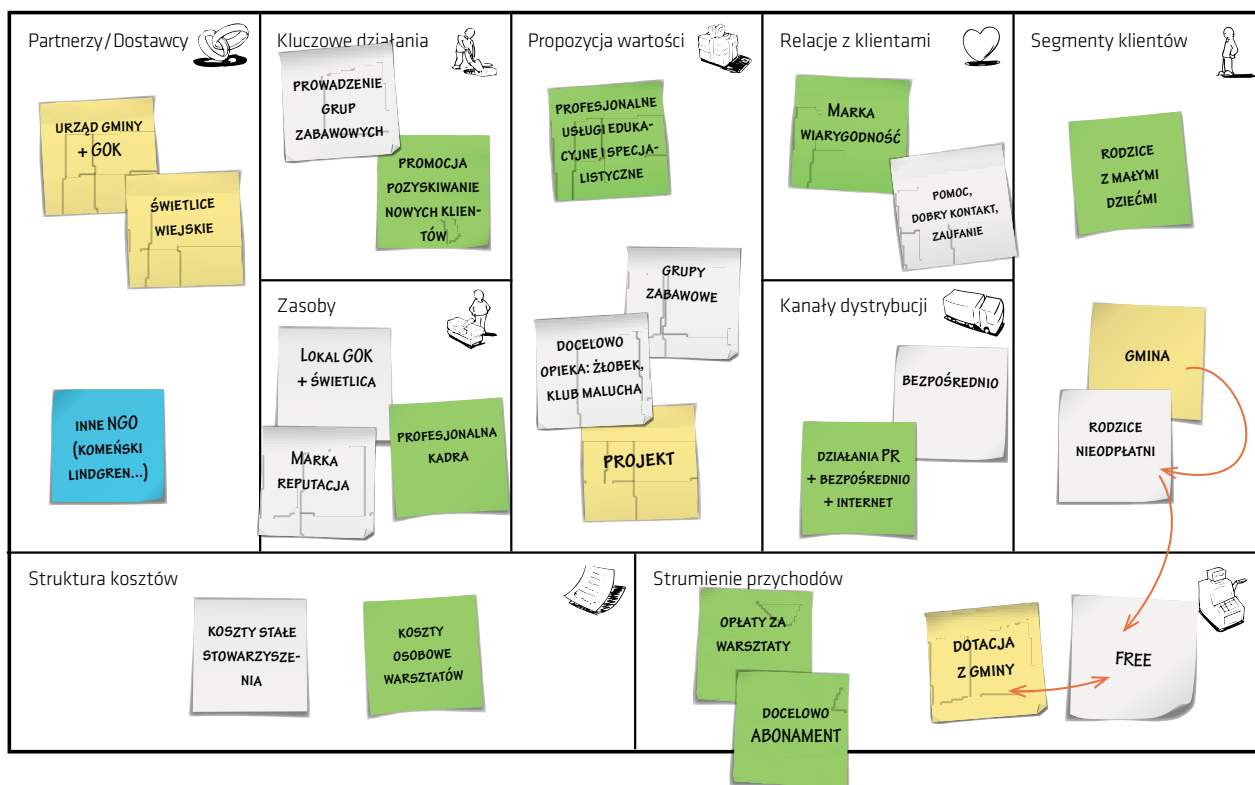 Partnerzy / Dostawcy
URZĄD GMINY
+ GOK
ŚWIETLICE
WIEJSKIE
INNE NGO
(KOMEŃSKI
LINDGREN...)
Kluczowe działania
PROWADZENIE
GRUP
ZABAWOWYCH
PROMOCJA
POZYSKIWANIE
NOWYCH KLIEN-
TÓW
Zasoby
LOKAL GOK
+ ŚWIETLICA
MARKA
REPUTACJA
PROFESJONALNA
KADRA
Propozycja wartości
PROFESJONALNE
USŁUGI EDUKA-
CYJNE I SPECJA-
LISTYCZNE
GRUPY
ZABAWOWE
DOCELOWO
OPIEKA: ŻŁOBEK,
KLUB MALUCHA
PROJEKT
Relacje z klientami
MARKA
WIARYGODNOŚĆ
POMOC,
DOBRY KONTAKT,
ZAUFANIE
Kanały dystrybucji
BEZPOŚREDNIO
DZIAŁANIA PR
+ BEZPOŚREDNIO
+ INTERNET
Segmenty klientów
RODZICE
Z MAŁYMI
DZIEĆMI
GMINA
RODZICE
NIEODPŁATNI
Struktura kosztów
KOSZTY STAŁE
STOWARZYSZE-
NIA
KOSZTY
OSOBOWE
WARSZTATÓW
Strumienie przychodów
OPŁATY ZA
WARSZTATY
DOCELOWO
ABONAMENT
DOTACJA
Z GMINY
FREE